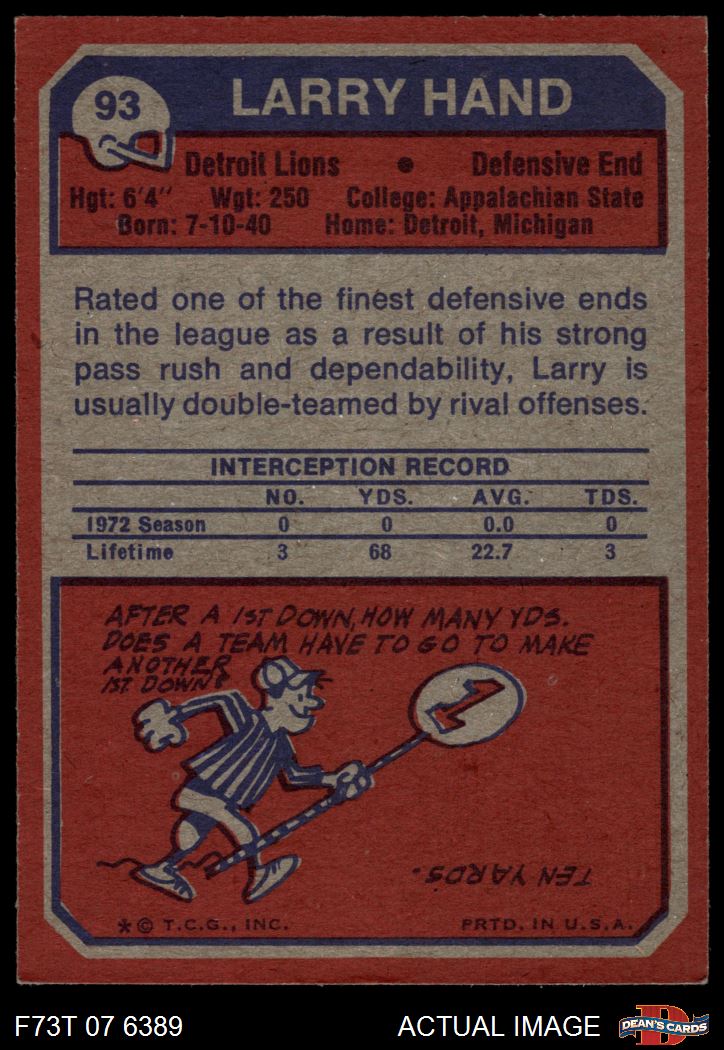 93
LARRY HAND
Detroit Lions • Defensive End
Hgt: 6'4" Wgt: 250 College: Appalachian State
Born: 7-10-40 Home: Detroit, Michigan
Rated one of the finest defensive ends
in the league as a result of his strong
pass rush and dependability, Larry is
usually double-teamed by rival offenses.
INTERCEPTION RECORD
NO. YDS. AVG. TDS.
1972 Season 0 0 0.0 0
Lifetime 3 68 22.7 3
AFTER A 1ST DOWN, HOW MANY YDS.
DOES A TEAM HAVE TO GO TO MAKE
ANOTHER
1ST DOWN?
1
TEN YARDS.
*© T.C.G., INC. PRTD. IN U.S.A.
F73T 07 6389 ACTUAL IMAGE
D
DEAN'S CARDS